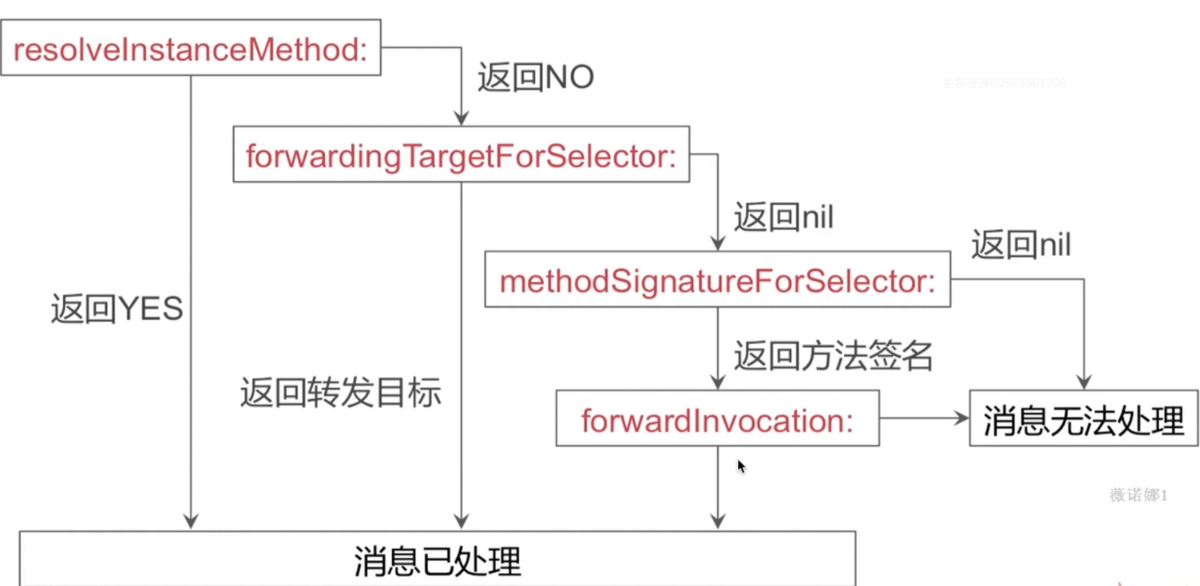 resolveInstanceMethod:
返回NO
forwardingTargetForSelector:
返回nil
返回nil
methodSignatureForSelector:
返回YES
返回方法签名
返回转发目标
forwardInvocation:
消息无法处理
薇诺娜1
消息已处理